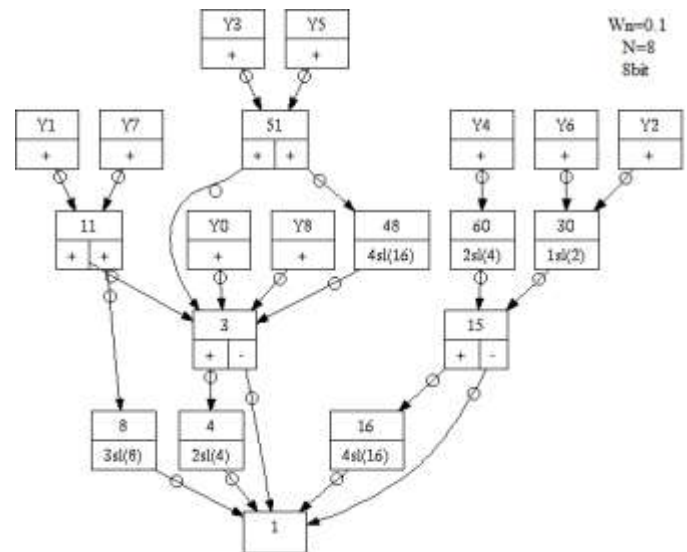 Y3 Y5 Wn=0.1
+ + N=8
8bit
Y1 Y7 51 Y4 Y6 Y2
+ + + + + + +
11 Y0 Y8 48 60 30
+ + + + 4sl(16) 2sl(4) 1sl(2)
3 15
+ - + -
8 4 16
3sl(8) 2sl(4) 4sl(16)
1